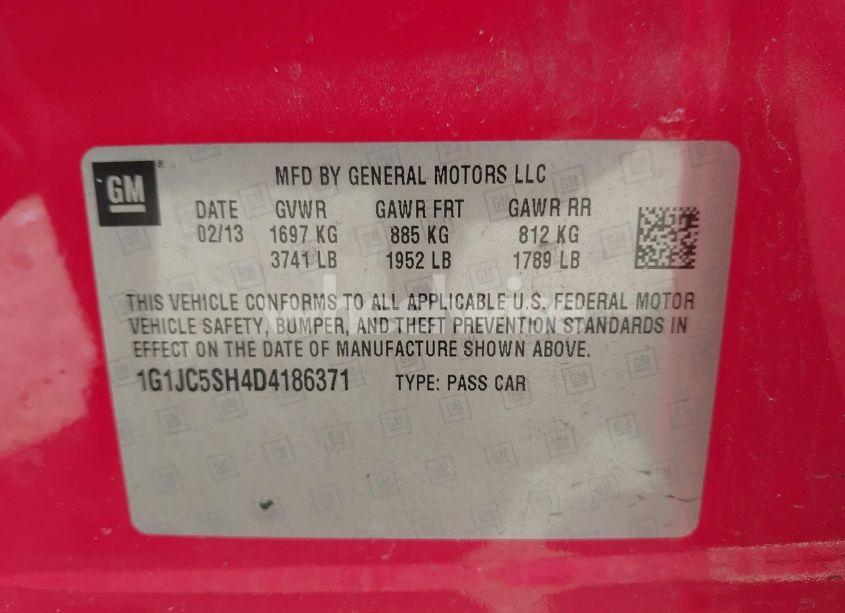 GM
MFD BY GENERAL MOTORS LLC
DATE GVWR GAWR FRT GAWR RR
02/13 1697 KG 885 KG 812 KG
3741 LB 1952 LB 1789 LB
THIS VEHICLE CONFORMS TO ALL APPLICABLE U.S. FEDERAL MOTOR
VEHICLE SAFETY, BUMPER, AND THEFT PREVENTION STANDARDS IN
EFFECT ON THE DATE OF MANUFACTURE SHOWN ABOVE.
1G1JC5SH4D4186371 TYPE: PASS CAR